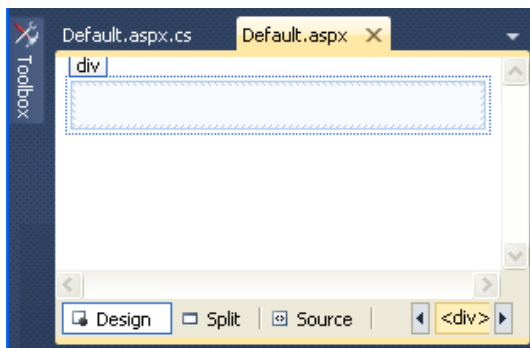 Default.aspx.cs Default.aspx
Toolbox
div
Design Split Source <div>